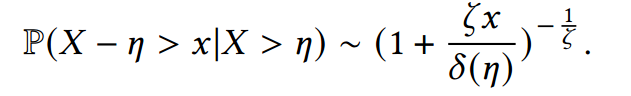 ℙ(X − η > x|X > η) ∼ (1 + ζx/δ(η))^{−1/ζ}.